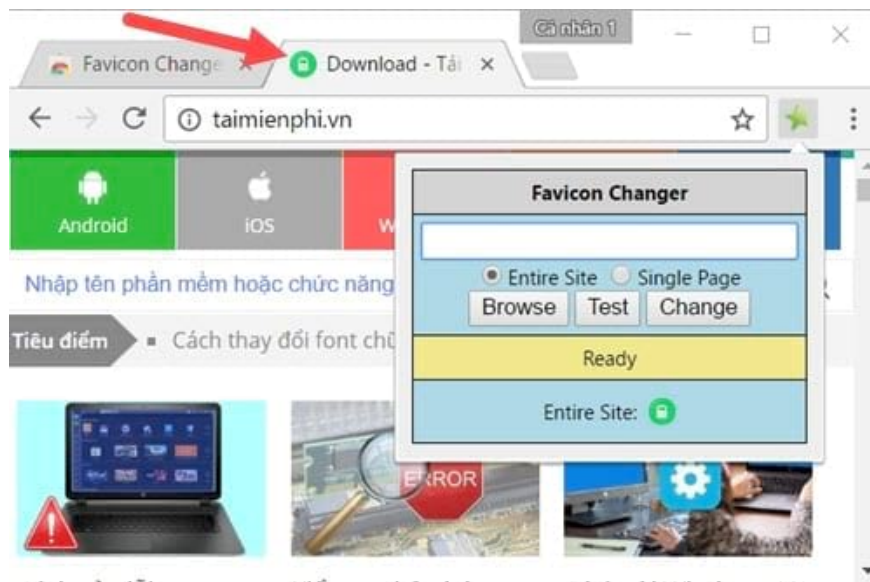 Cá nhân 1
Favicon Change
Download - Tải
taimienphi.vn
Android
iOS
W
Favicon Changer
Entire Site
Single Page
Browse
Test
Change
Ready
Entire Site:
Nhập tên phần mềm hoặc chức năng
Tiêu điểm
Cách thay đổi font chữ
ERROR